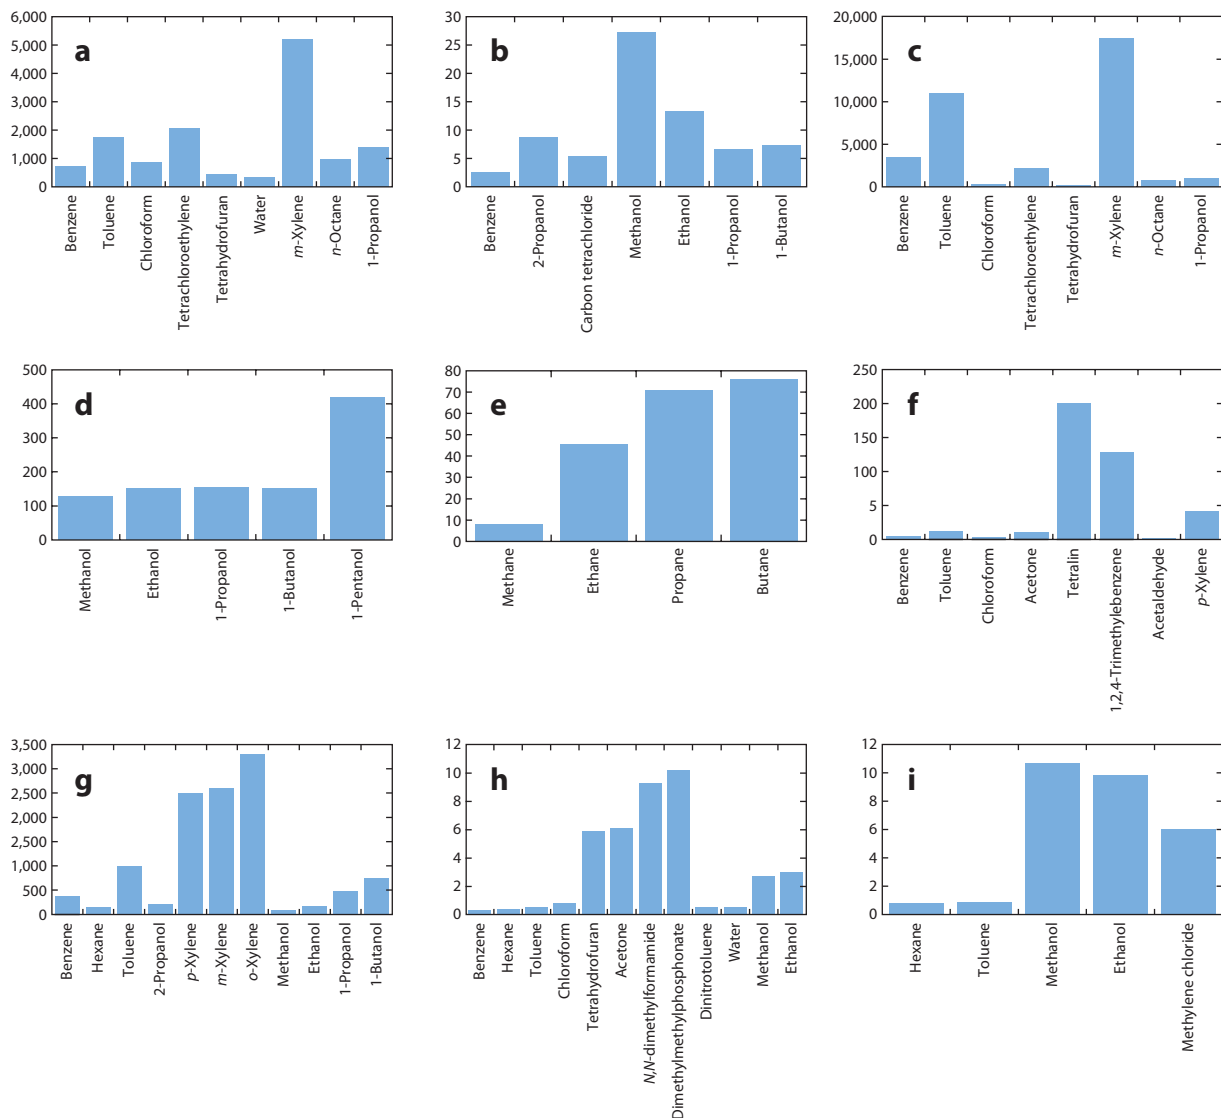 a
6,000
5,000
4,000
3,000
2,000
1,000
0
Benzene
Toluene
Chloroform
Tetrachloroethylene
Tetrahydrofuran
Water
m-Xylene
n-Octane
1-Propanol
b
30
25
20
15
10
5
0
Benzene
2-Propanol
Carbon tetrachloride
Methanol
Ethanol
1-Propanol
1-Butanol
c
20,000
15,000
10,000
5,000
0
Benzene
Toluene
Chloroform
Tetrachloroethylene
Tetrahydrofuran
m-Xylene
n-Octane
1-Propanol
d
500
400
300
200
100
0
Methanol
Ethanol
1-Propanol
1-Butanol
1-Pentanol
e
80
70
60
50
40
30
20
10
0
Methane
Ethane
Propane
Butane
f
250
200
150
100
5
0
Benzene
Toluene
Chloroform
Acetone
Tetralin
1,2,4-Trimethylebenzene
Acetaldehyde
p-Xylene
g
3,500
3,500
2,500
2,000
1,500
1,000
500
0
Benzene
Hexane
Toluene
2-Propanol
p-Xylene
m-Xylene
o-Xylene
Methanol
Ethanol
1-Propanol
1-Butanol
h
12
10
8
6
4
2
0
Benzene
Hexane
Toluene
Chloroform
Tetrahydrofuran
Acetone
N,N-dimethylformamide
Dimethylmethylphosphonate
Dinitrotoluene
Water
Methanol
Ethanol
i
12
10
8
6
4
2
0
Hexane
Toluene
Methanol
Ethanol
Methylene chloride